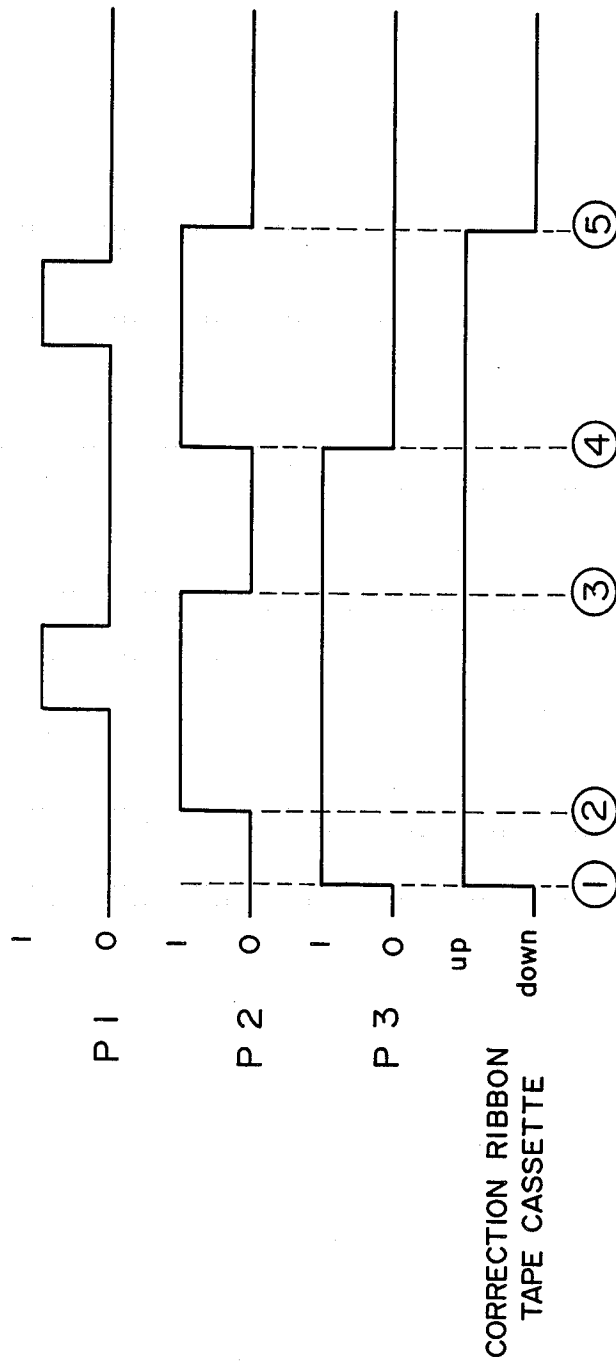 P1
1
0
P2
1
0
P3
1
0
CORRECTION RIBBON
TAPE CASSETTE
up
down
① ② ③ ④ ⑤